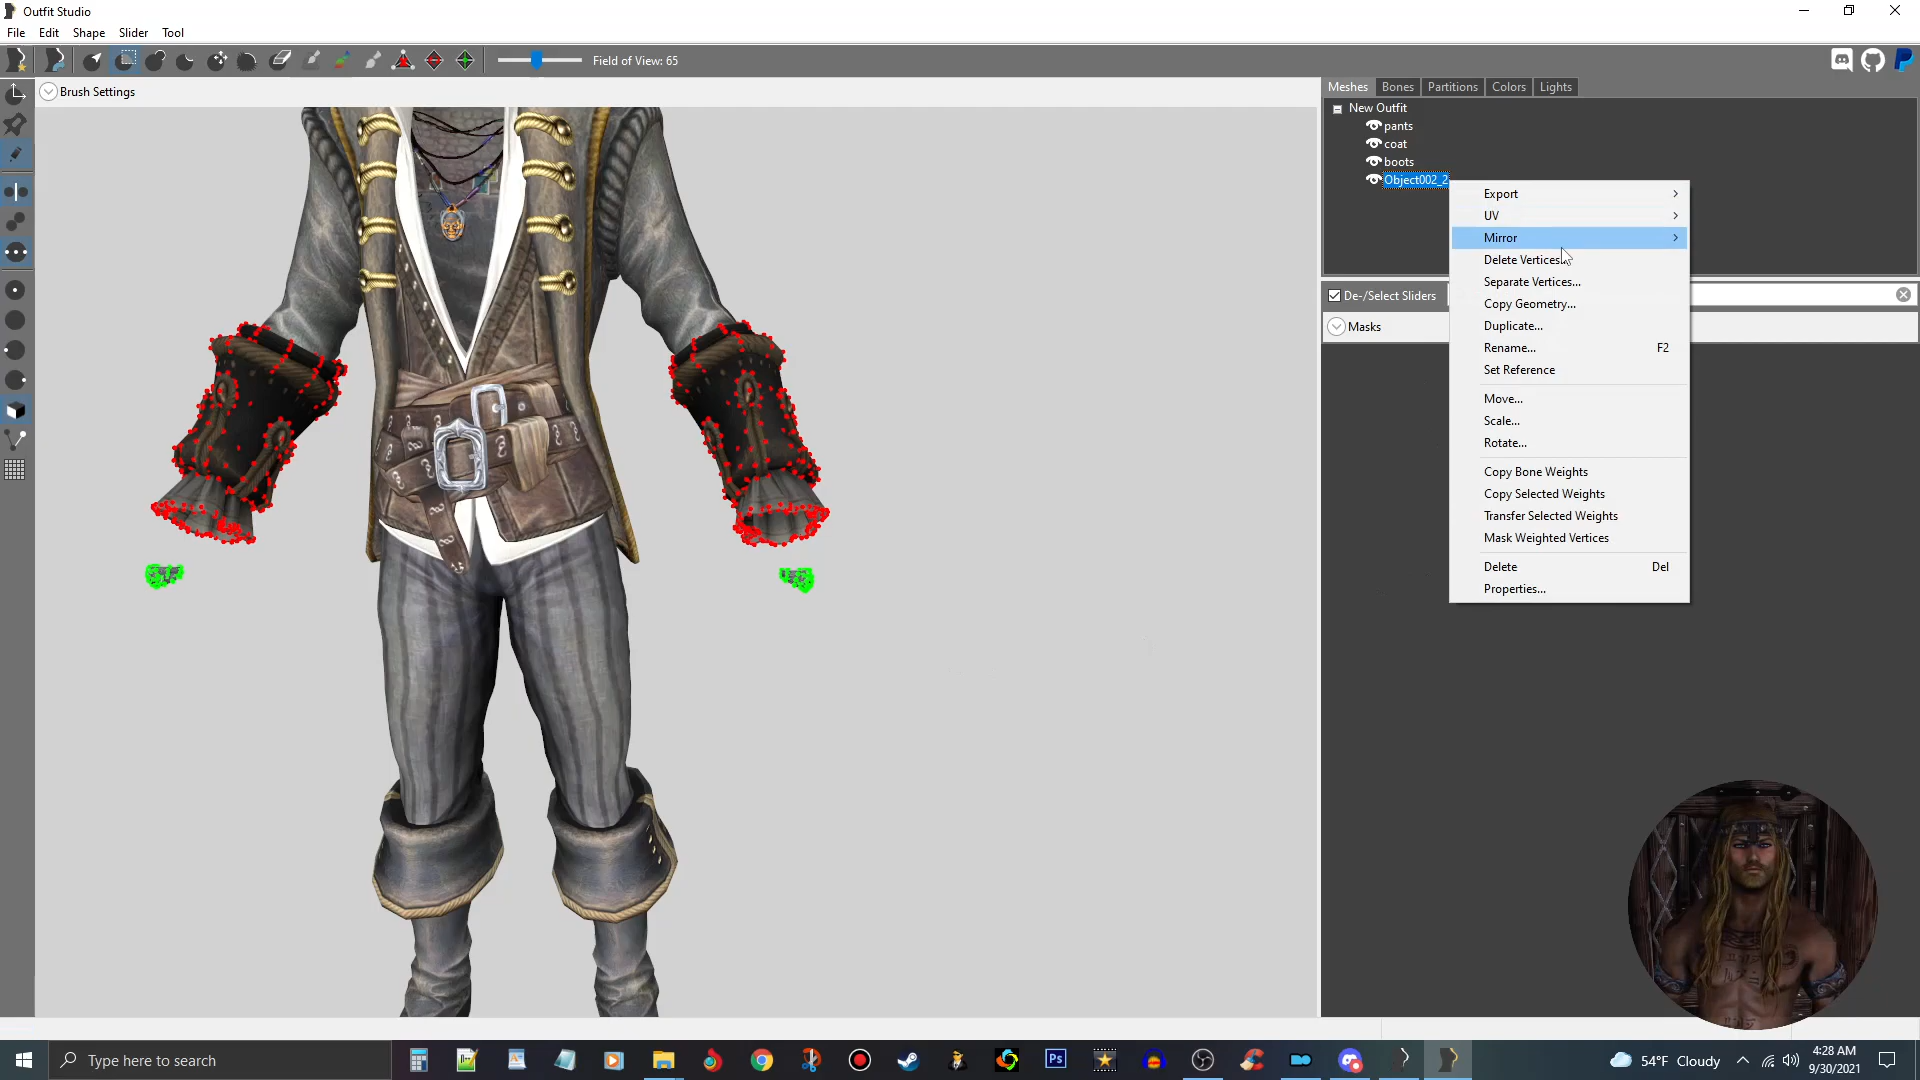 Outfit Studio
File Edit Shape Slider Tool
Field of View: 65
Brush Settings
Meshes Bones Partitions Colors Lights
New Outfit
pants
coat
boots
Object002_2
Export
UV
Mirror
Delete Vertices...
Separate Vertices...
Copy Geometry...
Duplicate...
Rename... F2
Set Reference
Move...
Scale...
Rotate...
Copy Bone Weights
Copy Selected Weights
Transfer Selected Weights
Mask Weighted Vertices
Delete Del
Properties...
De-/Select Sliders
Masks
Type here to search
Ps
54°F Cloudy
4:28 AM
9/30/2021